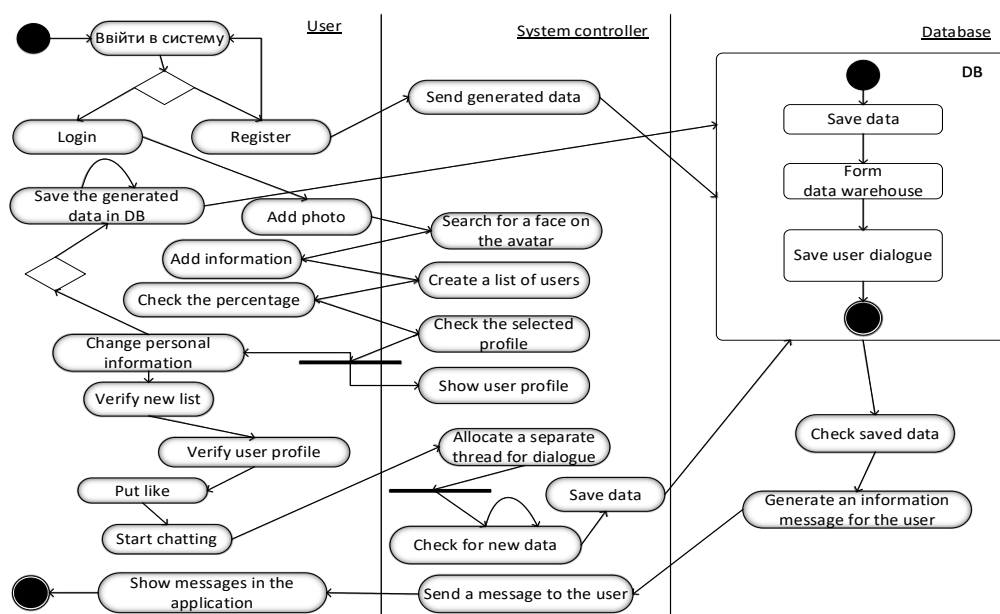 User
System controller
Database
Ввійти в систему
Login
Register
Save the generated
data in DB
Add photo
Add information
Check the percentage
Change personal
information
Verify new list
Verify user profile
Put like
Start chatting
Show messages in the
application
Send generated data
Search for a face on
the avatar
Create a list of users
Check the selected
profile
Show user profile
Allocate a separate
thread for dialogue
Save data
Check for new data
Send a message to the user
DB
Save data
Form
data warehouse
Save user dialogue
Check saved data
Generate an information
message for the user